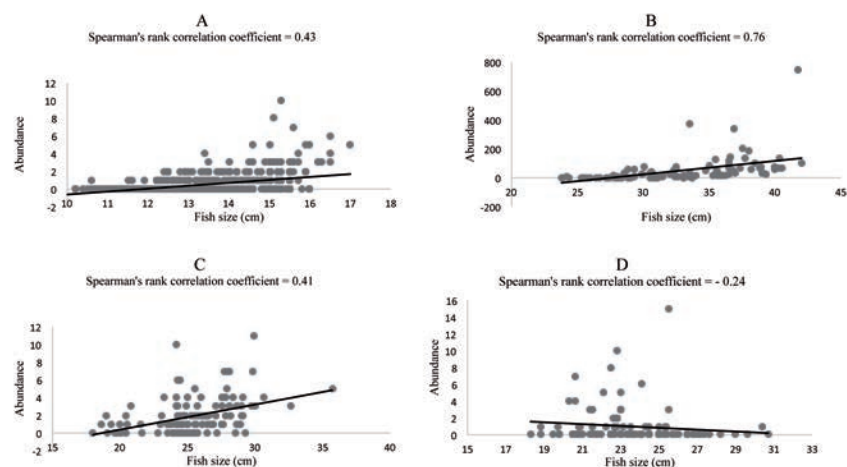 A
Spearman's rank correlation coefficient = 0.43
12
10
8
6
4
2
0
-2
Abundance
10 11 12 13 14 15 16 17 18
Fish size (cm)
B
Spearman's rank correlation coefficient = 0.76
800
600
400
200
0
-200
Abundance
20 25 30 35 40 45
Fish size (cm)
C
Spearman's rank correlation coefficient = 0.41
12
10
8
6
4
2
0
-2
Abundance
15 20 25 30 35 40
Fish size (cm)
D
Spearman's rank correlation coefficient = - 0.24
16
14
12
10
8
6
4
2
0
-2
Abundance
15 17 19 21 23 25 27 29 31 33
Fish size (cm)